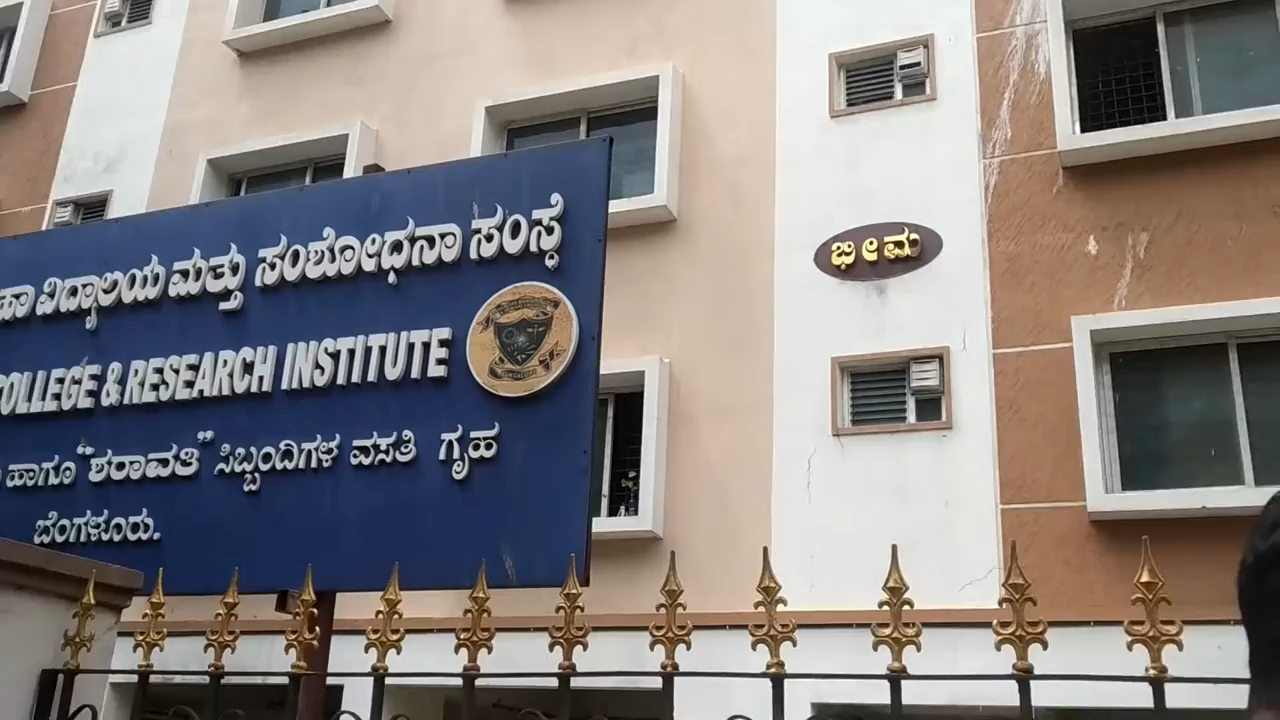 ವಿದ್ಯಾಲಯ ಮತ್ತು ಸಂಶೋಧನಾ ಸಂಸ್ಥೆ
COLLEGE & RESEARCH INSTITUTE
ಹಾಗೂ "ಶರಾವತಿ" ಸಿಬ್ಬಂದಿಗಳ ವಸತಿ ಗೃಹ
ಬೆಂಗಳೂರು.
ಭೀಮ